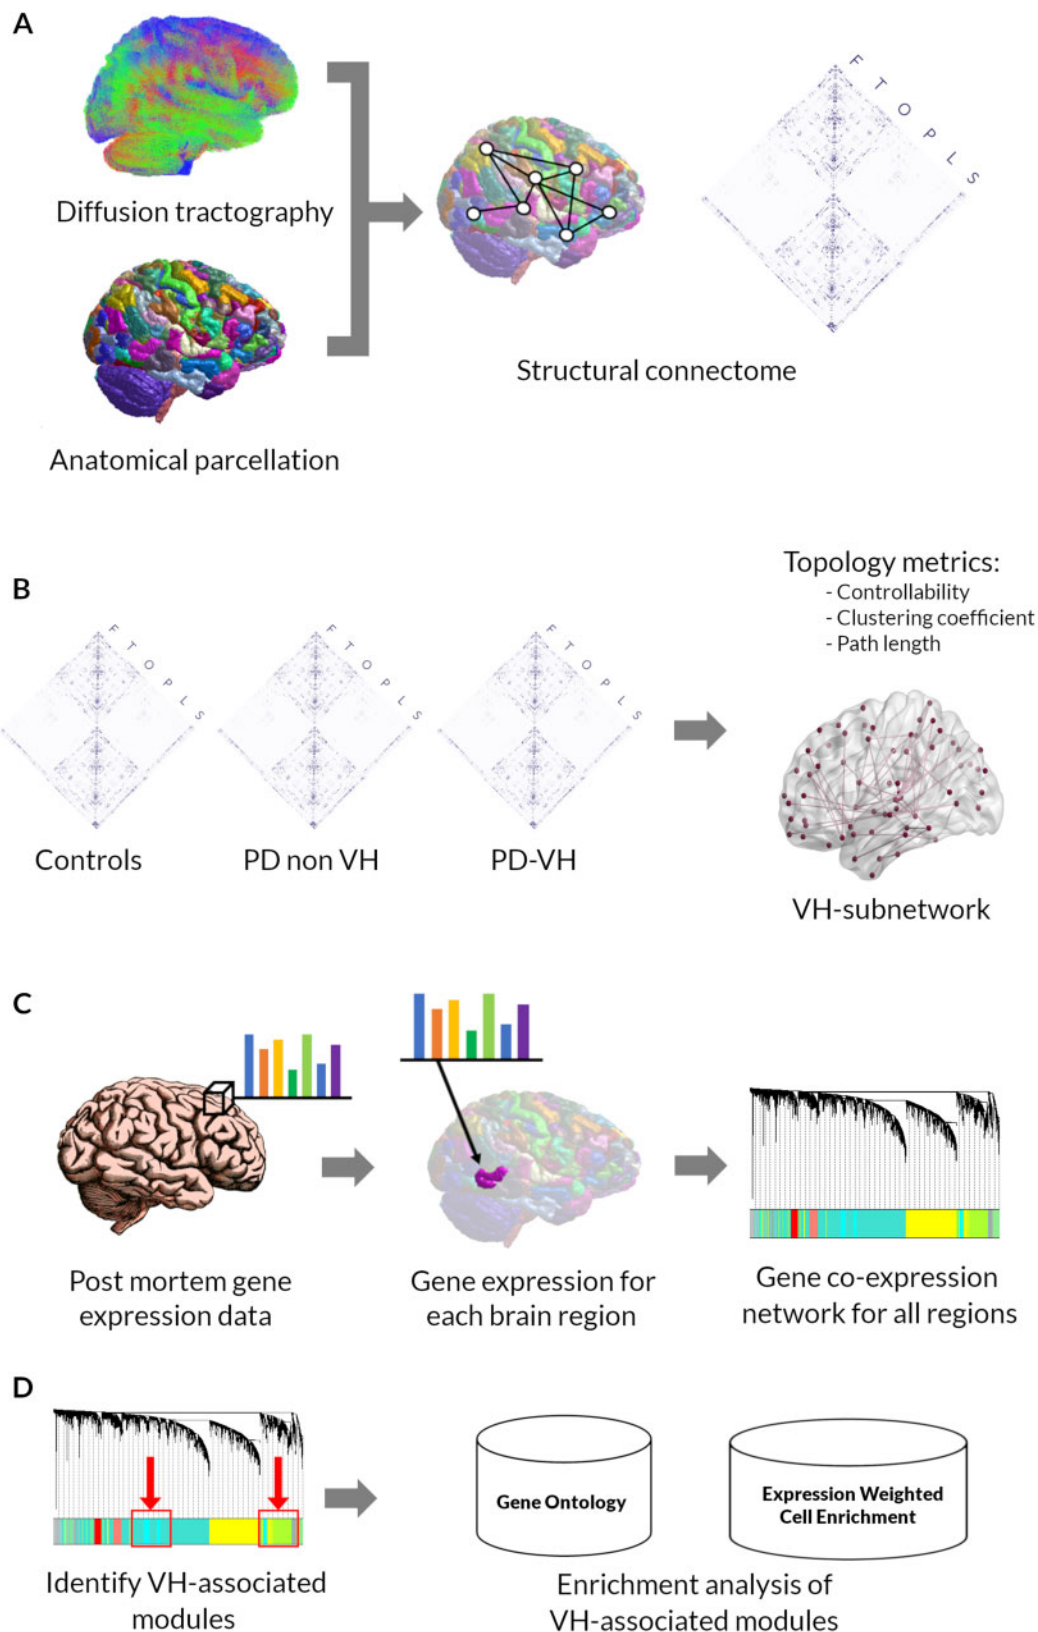 A
Diffusion tractography
Anatomical parcellation
F T O P L S
Structural connectome
B
F T O P L S
F T O P L S
F T O P L S
Controls
PD non VH
PD-VH
Topology metrics:
- Controllability
- Clustering coefficient
- Path length
VH-subnetwork
C
Post mortem gene
expression data
Gene expression for
each brain region
Gene co-expression
network for all regions
D
Identify VH-associated
modules
Gene Ontology
Expression Weighted
Cell Enrichment
Enrichment analysis of
VH-associated modules